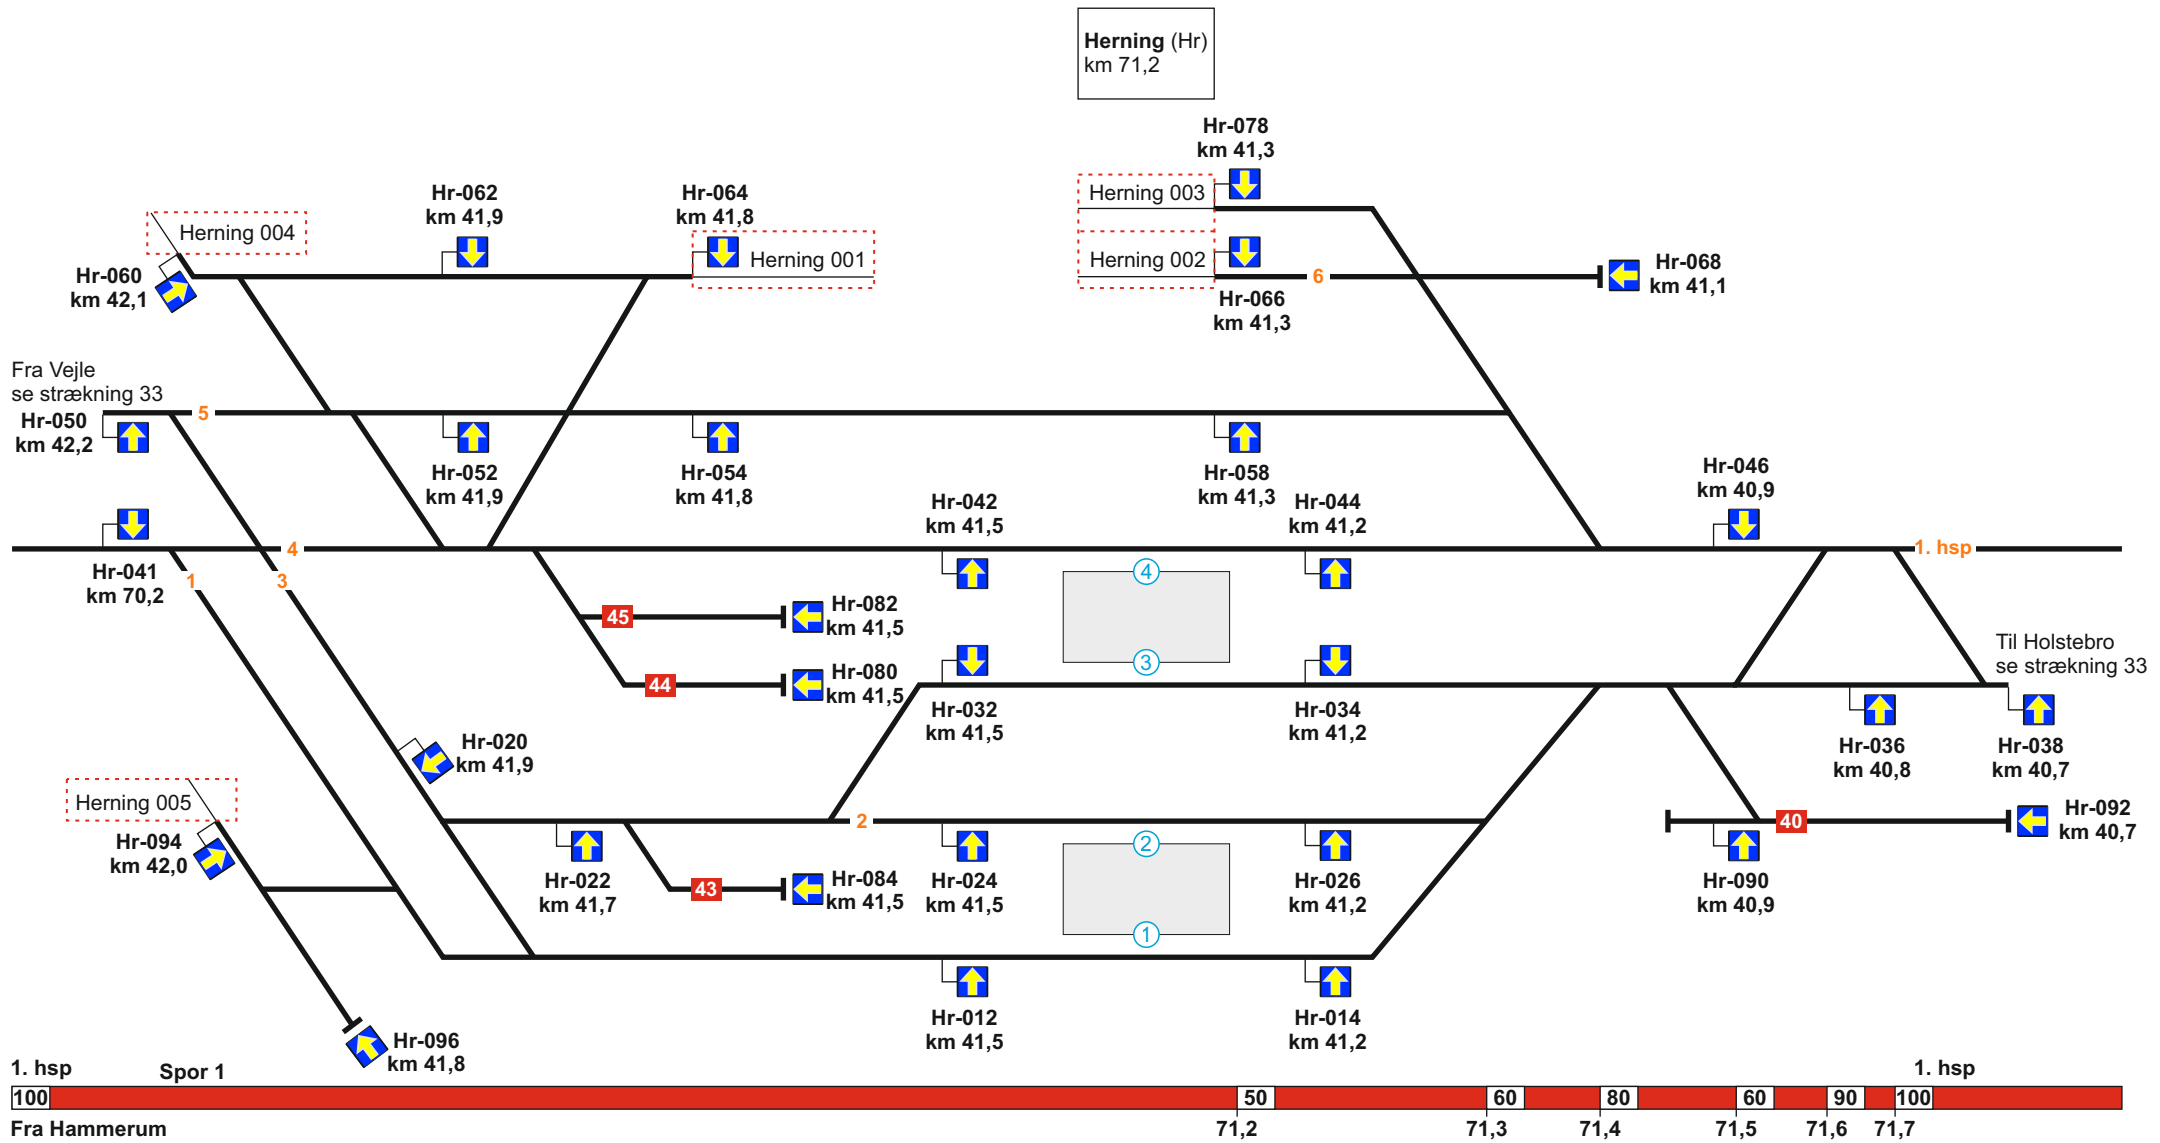 Herning (Hr)
km 71,2
Hr-078
km 41,3
Herning 003
Hr-062
km 41,9
Hr-064
km 41,8
Herning 004
Herning 001
Herning 002
Hr-060
km 42,1
6
Hr-066
km 41,3
Hr-068
km 41,1
Fra Vejle
se strækning 33
Hr-050
km 42,2
5
Hr-052
km 41,9
Hr-054
km 41,8
Hr-058
km 41,3
Hr-042
km 41,5
Hr-044
km 41,2
Hr-046
km 40,9
4
1. hsp
Hr-041
km 70,2
1
3
4
45
Hr-082
km 41,5
3
44
Hr-080
km 41,5
Hr-032
km 41,5
Hr-034
km 41,2
Til Holstebro
se strækning 33
Hr-036
km 40,8
Hr-038
km 40,7
Hr-020
km 41,9
Herning 005
Hr-094
km 42,0
2
2
40
Hr-092
km 40,7
Hr-022
km 41,7
43
Hr-084
km 41,5
Hr-024
km 41,5
Hr-026
km 41,2
Hr-090
km 40,9
1
Hr-012
km 41,5
Hr-014
km 41,2
Hr-096
km 41,8
1. hsp
Spor 1
1. hsp
100
50
60
80
60
90
100
Fra Hammerum
71,2
71,3
71,4
71,5
71,6
71,7